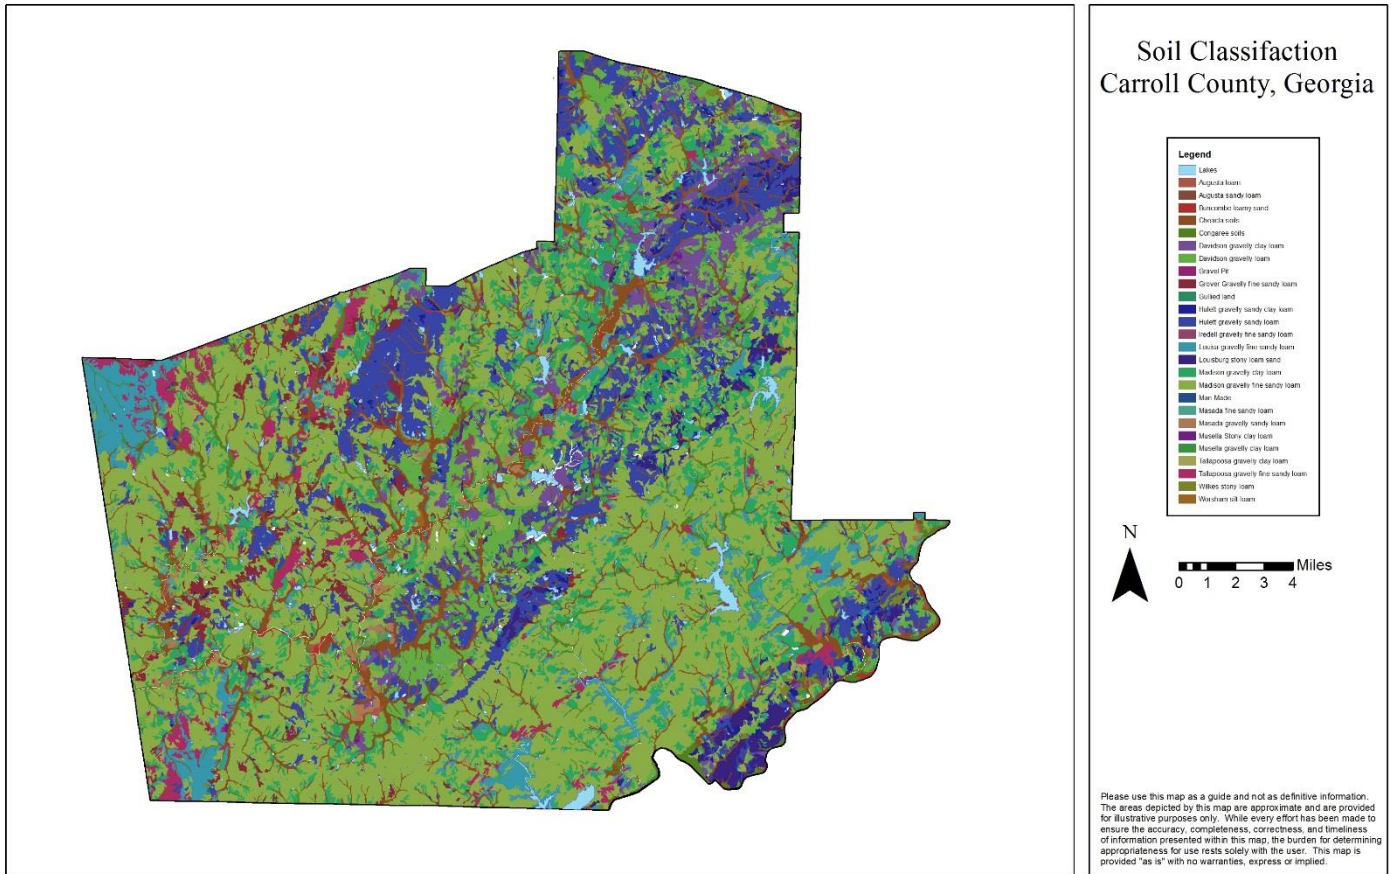 Soil Classifaction
Carroll County, Georgia
Legend
Lakes
Augusta loam
Augusta sandy loam
Buncombe loamy sand
Chewacla soils
Congaree soils
Davidson gravelly clay loam
Davidson gravelly loam
Gravel Pit
Grover Gravelly fine sandy loam
Gullied land
Hulett gravelly sandy clay loam
Hulett gravelly sandy loam
Iredell gravelly fine sandy loam
Louisa gravelly fine sandy loam
Louisburg stony loam sand
Madison gravelly clay loam
Madison gravelly fine sandy loam
Man Made
Masada fine sandy loam
Masada gravelly sandy loam
Musella Stony clay loam
Musella gravelly clay loam
Tallapoosa gravelly clay loam
Tallapoosa gravelly fine sandy loam
Wilkes stony loam
Worsham silt loam
N
Miles
0 1 2 3 4
Please use this map as a guide and not as definitive information.
The areas depicted by this map are approximate and are provided
for illustrative purposes only. While every effort has been made to
ensure the accuracy, completeness, correctness, and timeliness
of information presented within this map, the burden for determining
appropriateness for use rests solely with the user. This map is
provided "as is" with no warranties, express or implied.